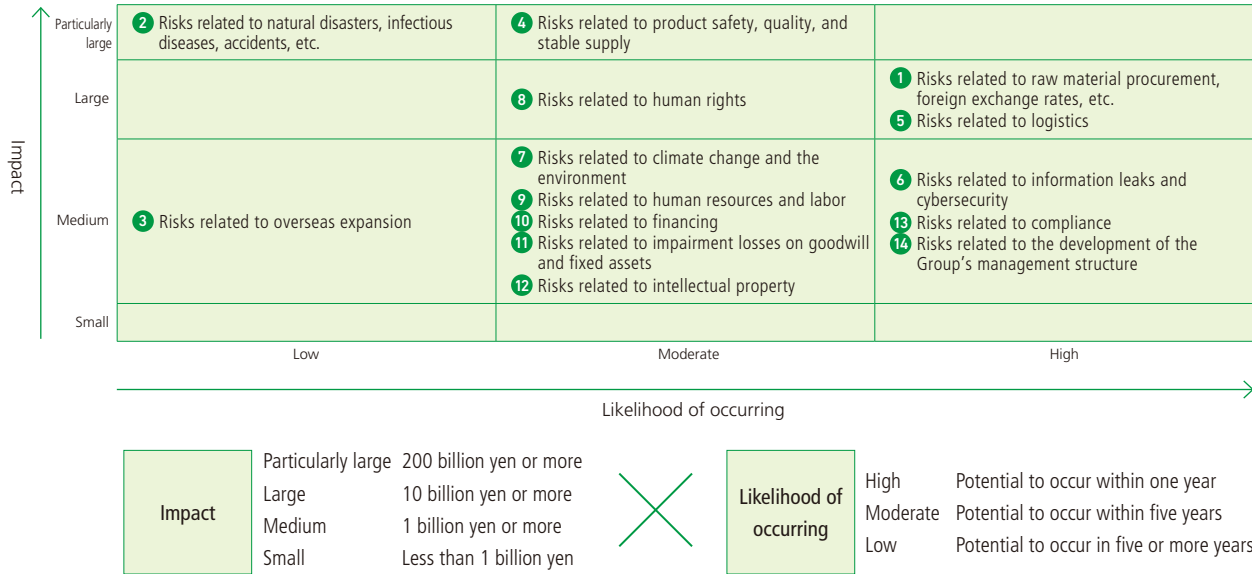 Impact
Particularly
large
2 Risks related to natural disasters, infectious
diseases, accidents, etc.
4 Risks related to product safety, quality, and
stable supply
Large
8 Risks related to human rights
1 Risks related to raw material procurement,
foreign exchange rates, etc.
5 Risks related to logistics
Medium
3 Risks related to overseas expansion
7 Risks related to climate change and the
environment
9 Risks related to human resources and labor
10 Risks related to financing
11 Risks related to impairment losses on goodwill
and fixed assets
12 Risks related to intellectual property
6 Risks related to information leaks and
cybersecurity
13 Risks related to compliance
14 Risks related to the development of the
Group's management structure
Small
Low
Moderate
High
Likelihood of occurring
Impact
Particularly large 200 billion yen or more
Large 10 billion yen or more
Medium 1 billion yen or more
Small Less than 1 billion yen
Likelihood of
occurring
High Potential to occur within one year
Moderate Potential to occur within five years
Low Potential to occur in five or more years